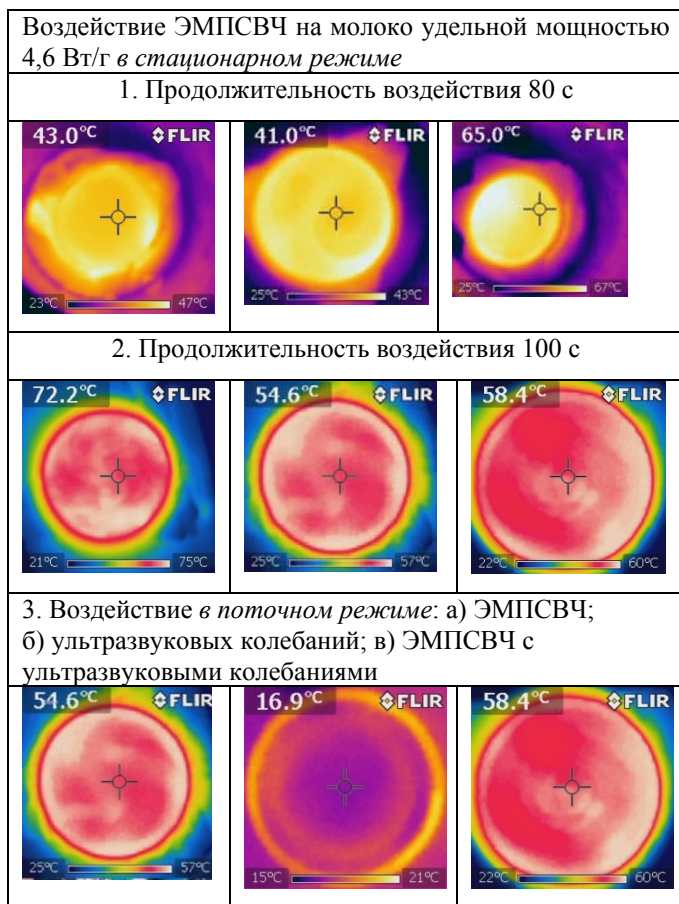 Воздействие ЭМПСВЧ на молоко удельной мощностью
4,6 Вт/г в стационарном режиме
1. Продолжительность воздействия 80 с
43.0°C FLIR
23°C 47°C
41.0°C FLIR
25°C 43°C
65.0°C FLIR
25°C 67°C
2. Продолжительность воздействия 100 с
72.2°C FLIR
21°C 75°C
54.6°C FLIR
25°C 57°C
58.4°C FLIR
22°C 60°C
3. Воздействие в поточном режиме: а) ЭМПСВЧ;
б) ультразвуковых колебаний; в) ЭМПСВЧ с
ультразвуковыми колебаниями
54.6°C FLIR
25°C 57°C
16.9°C FLIR
15°C 21°C
58.4°C FLIR
22°C 60°C